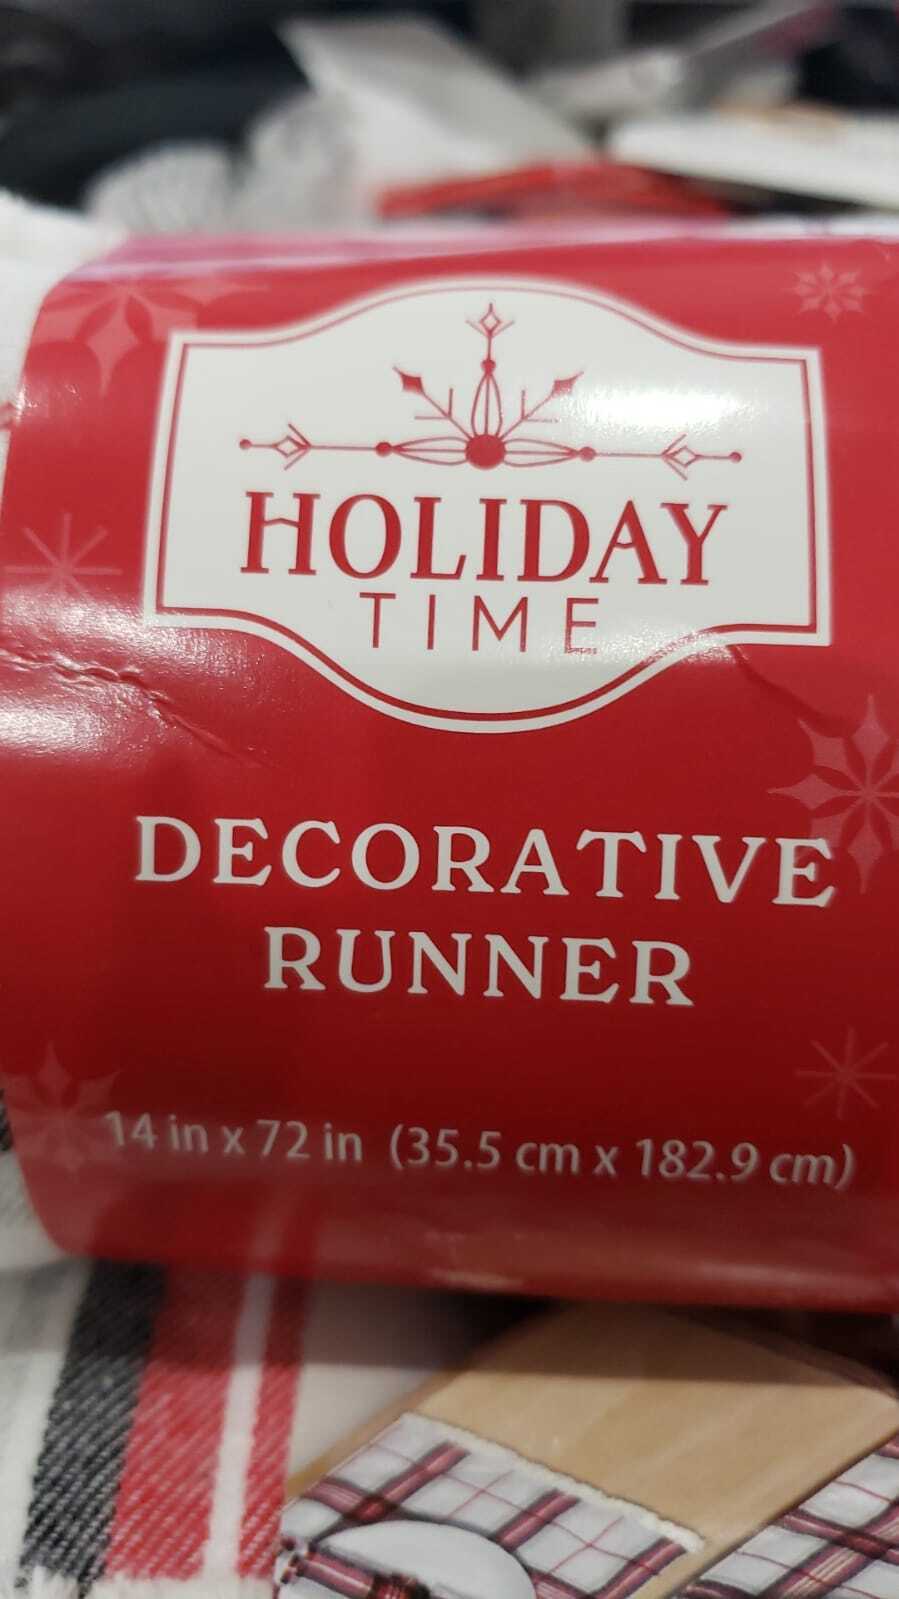 HOLIDAY
TIME
DECORATIVE
RUNNER
14 in x 72 in (35.5 cm x 182.9 cm)